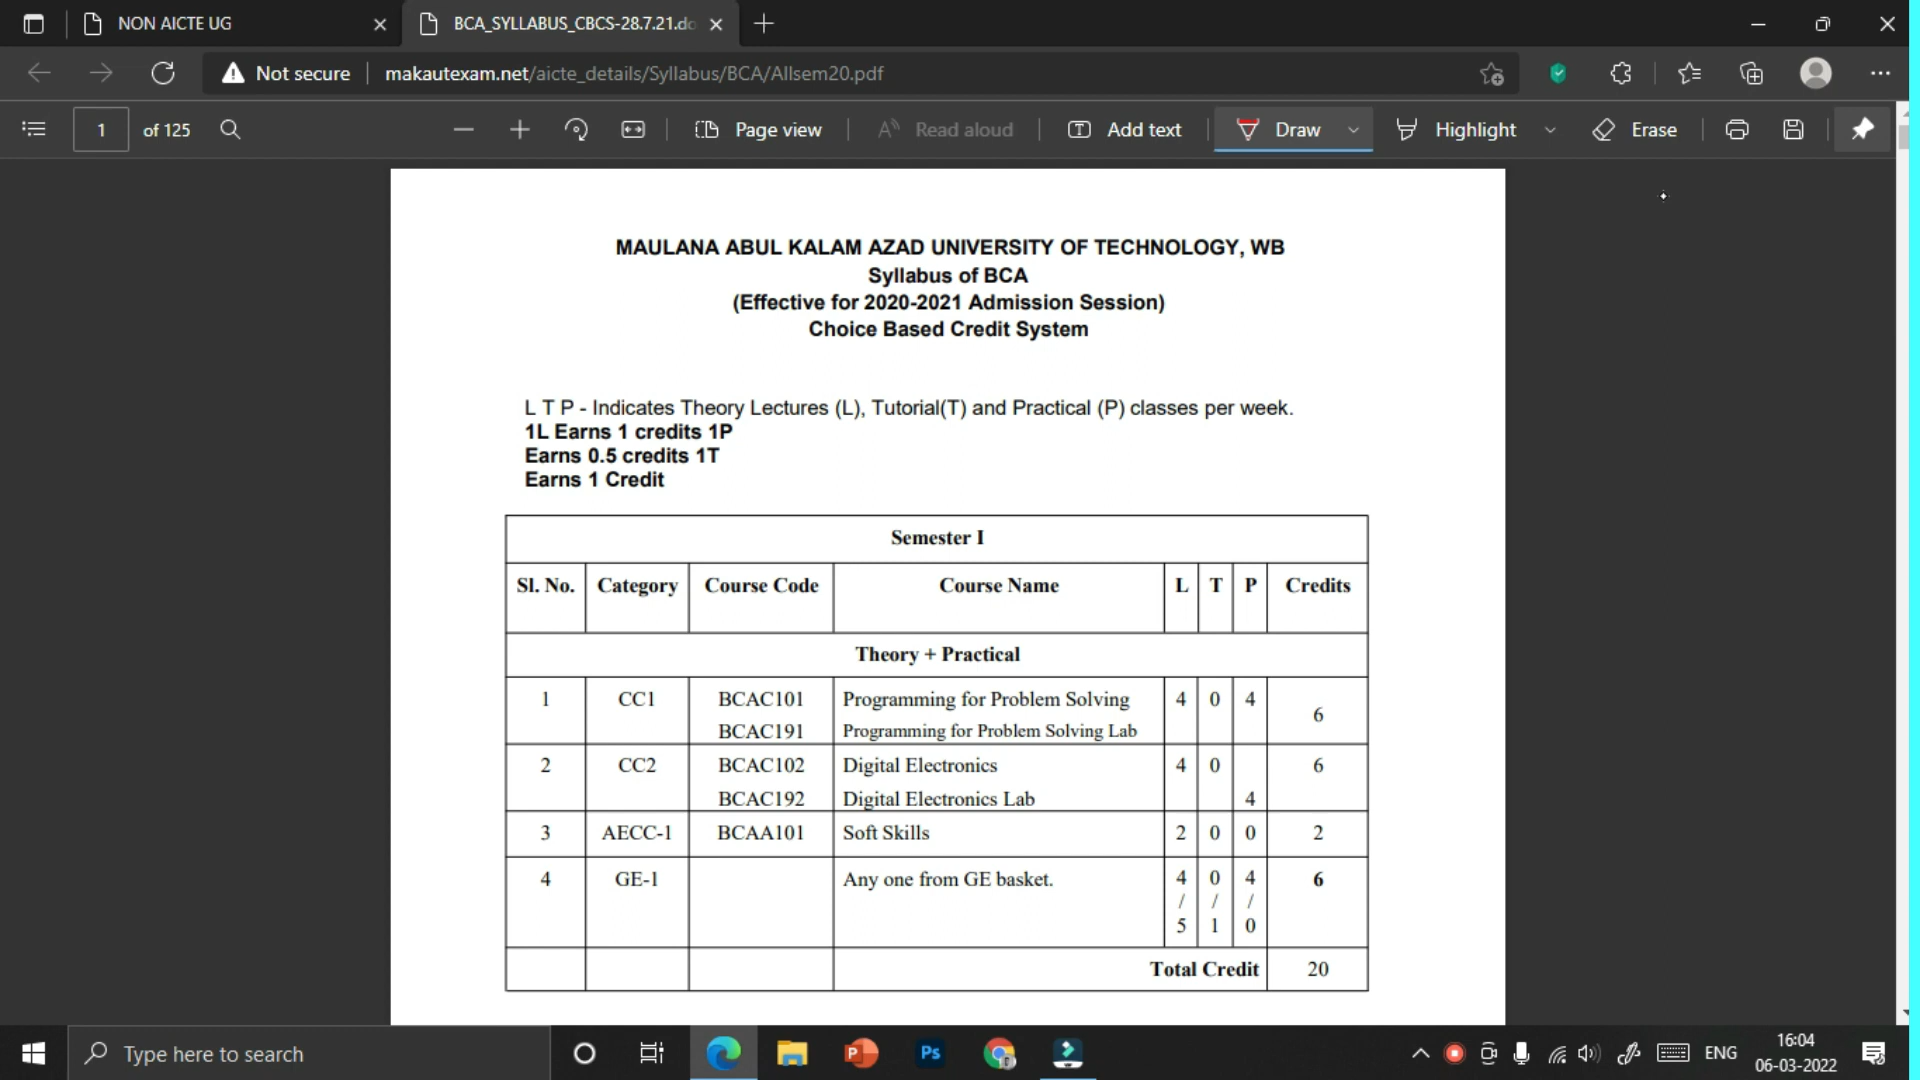 NON AICTE UG
BCA_SYLLABUS_CBCS-28.7.21.do
Not secure
makautexam.net/aicte_details/Syllabus/BCA/Allsem20.pdf
1 of 125
Page view
Read aloud
Add text
Draw
Highlight
Erase
MAULANA ABUL KALAM AZAD UNIVERSITY OF TECHNOLOGY, WB
Syllabus of BCA
(Effective for 2020-2021 Admission Session)
Choice Based Credit System
L T P - Indicates Theory Lectures (L), Tutorial(T) and Practical (P) classes per week.
1L Earns 1 credits 1P
Earns 0.5 credits 1T
Earns 1 Credit
Semester I
Sl. No. Category Course Code Course Name L T P Credits
Theory + Practical
1 CC1 BCAC101 Programming for Problem Solving 4 0 4 6
BCAC191 Programming for Problem Solving Lab
2 CC2 BCAC102 Digital Electronics 4 0 6
BCAC192 Digital Electronics Lab 4
3 AECC-1 BCAA101 Soft Skills 2 0 0 2
4 GE-1 Any one from GE basket. 4 0 4 6
/ / /
5 1 0
Total Credit 20
Type here to search
P
Ps
ENG
16:04
06-03-2022